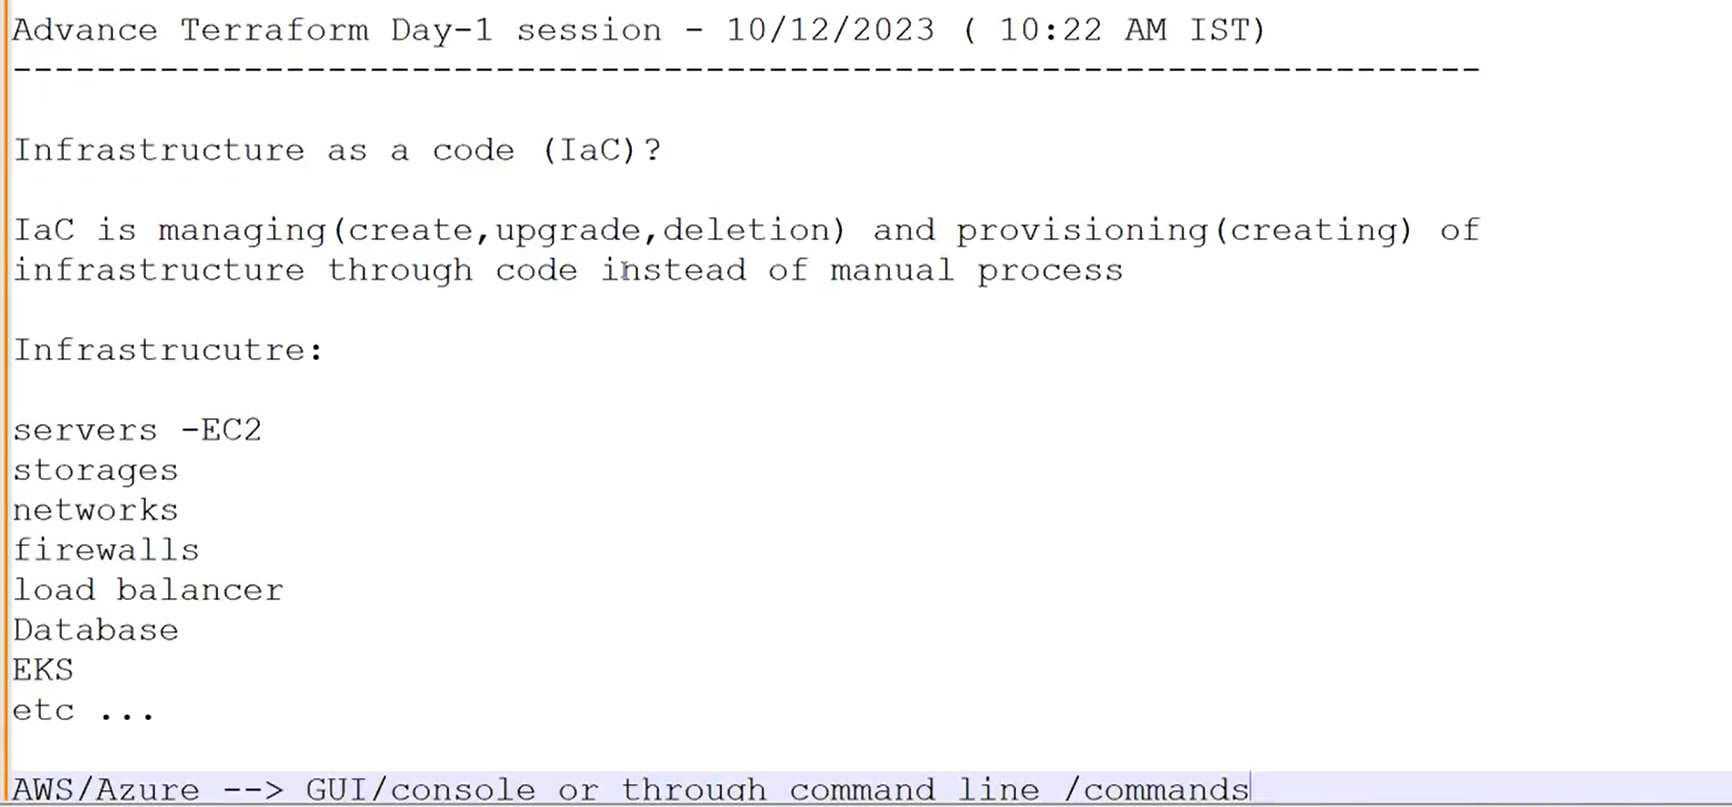 Advance Terraform Day-1 session - 10/12/2023 ( 10:22 AM IST)
----------------------------------------------------------------------
Infrastructure as a code (IaC)?
IaC is managing(create,upgrade,deletion) and provisioning(creating) of
infrastructure through code instead of manual process
Infrastrucutre:
servers -EC2
storages
networks
firewalls
load balancer
Database
EKS
etc ...
AWS/Azure --> GUI/console or through command line /commands